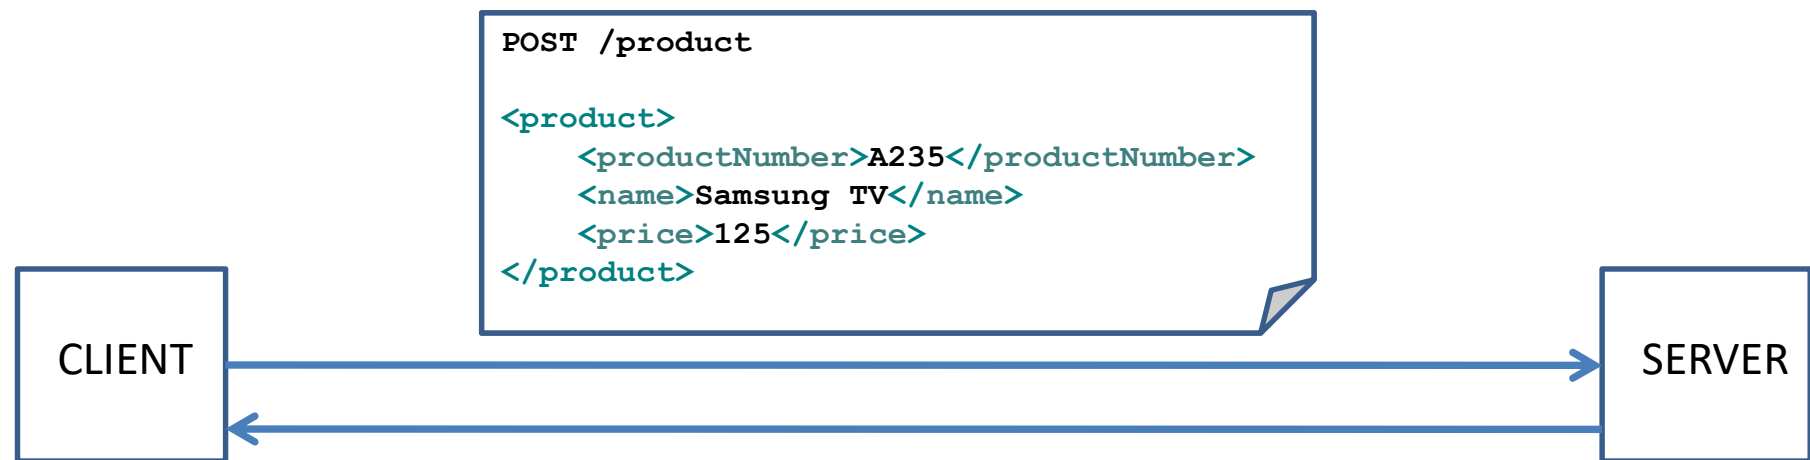 POST /product
<product>
    <productNumber>A235</productNumber>
    <name>Samsung TV</name>
    <price>125</price>
</product>
CLIENT
SERVER